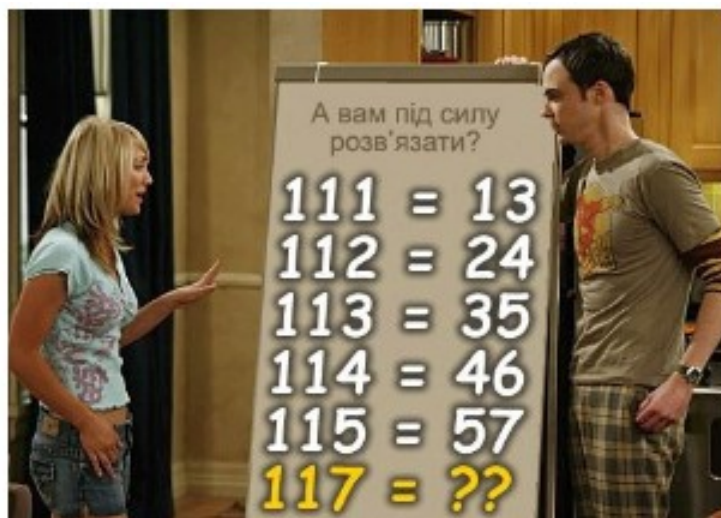 А вам під силу
розв'язати?
111 = 13
112 = 24
113 = 35
114 = 46
115 = 57
117 = ??